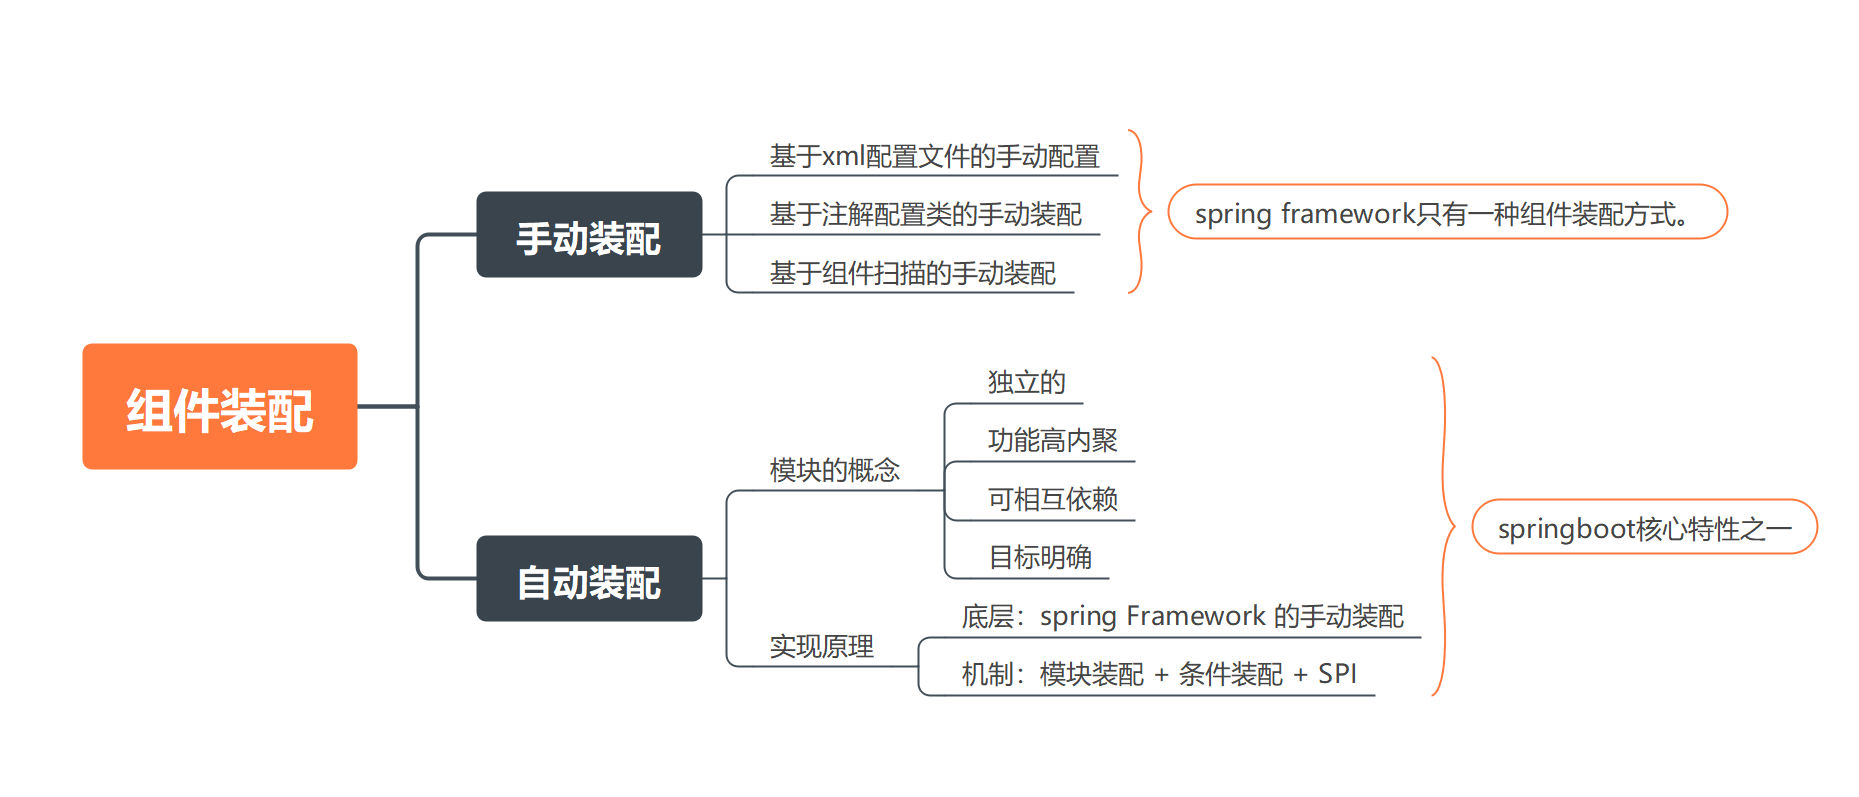 组件装配
手动装配
基于xml配置文件的手动配置
基于注解配置类的手动装配
基于组件扫描的手动装配
spring framework只有一种组件装配方式。
自动装配
模块的概念
独立的
功能高内聚
可相互依赖
目标明确
实现原理
底层：spring Framework 的手动装配
机制：模块装配 + 条件装配 + SPI
springboot核心特性之一